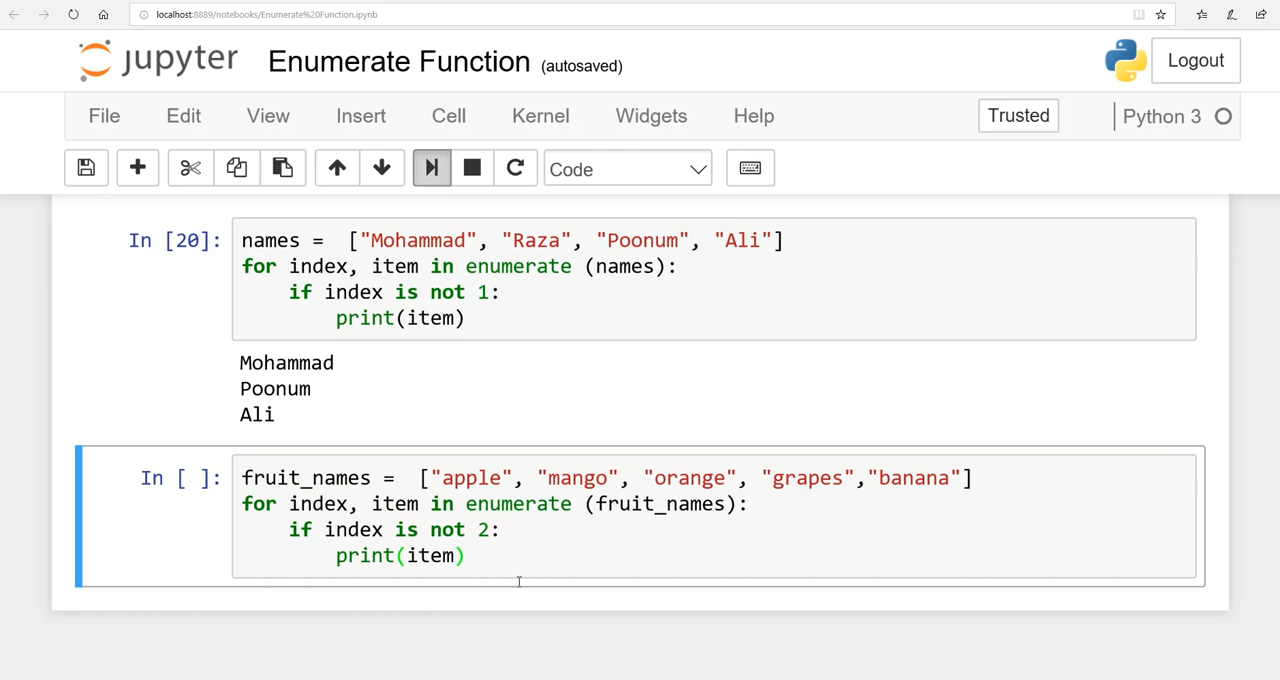 localhost:8889/notebooks/Enumerate%20Function.ipynb
jupyter Enumerate Function (autosaved) Logout
File Edit View Insert Cell Kernel Widgets Help Trusted Python 3
Code
In [20]: names =  ["Mohammad", "Raza", "Poonum", "Ali"]
for index, item in enumerate (names):
    if index is not 1:
        print(item)
Mohammad
Poonum
Ali
In [ ]: fruit_names =  ["apple", "mango", "orange", "grapes","banana"]
for index, item in enumerate (fruit_names):
    if index is not 2:
        print(item)